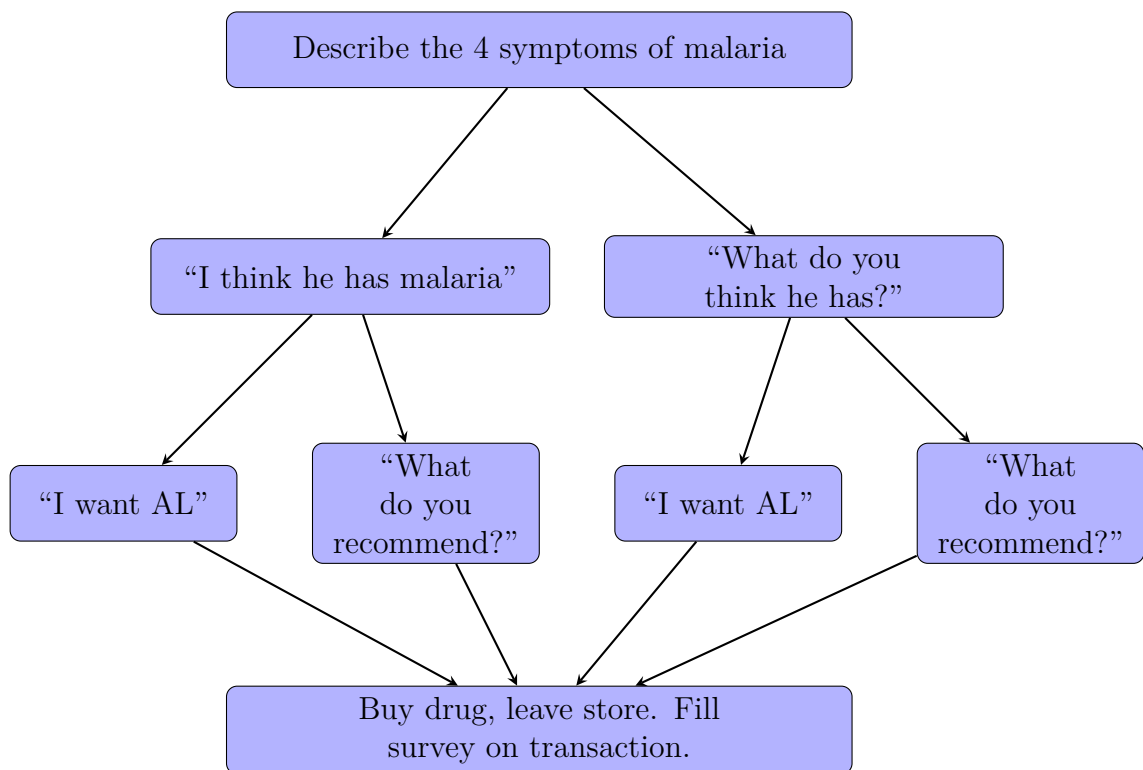 Describe the 4 symptoms of malaria
“I think he has malaria”
“What do you
think he has?”
“I want AL”
“What
do you
recommend?”
“I want AL”
“What
do you
recommend?”
Buy drug, leave store. Fill
survey on transaction.